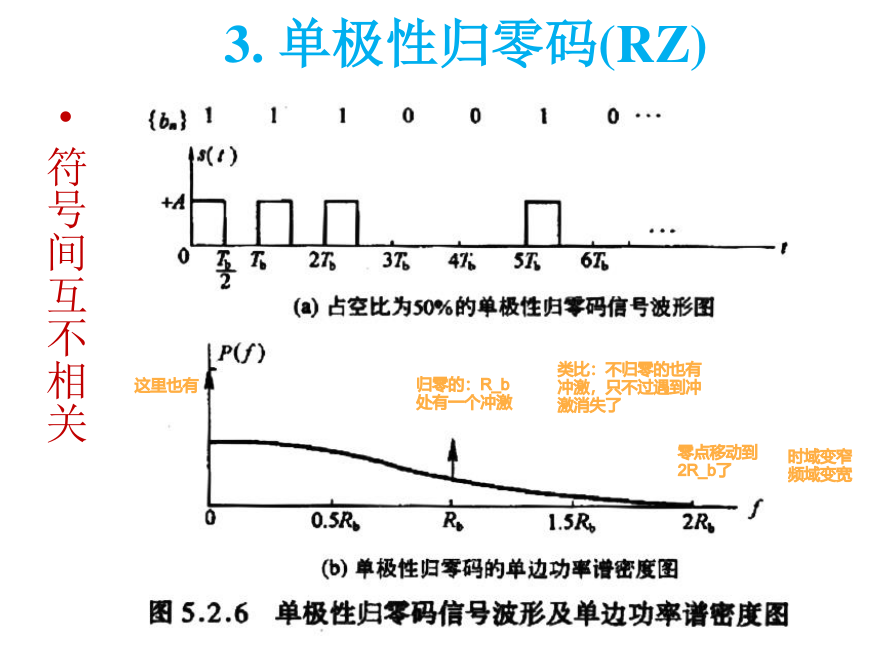 3. 单极性归零码(RZ)
• 符号间互不相关
{bₙ} 1 1 1 0 0 1 0 ···
s(t)
+A
0 T_b/2 T_b 2T_b 3T_b 4T_b 5T_b 6T_b ··· t
(a) 占空比为50%的单极性归零码信号波形图
P(f)
这里也有
归零的：R_b
处有一个冲激
类比：不归零的也有
冲激，只不过遇到冲
激消失了
零点移动到
2R_b了
时域变窄
频域变宽
0 0.5R_b R_b 1.5R_b 2R_b f
(b) 单极性归零码的单边功率谱密度图
图 5.2.6 单极性归零码信号波形及单边功率谱密度图